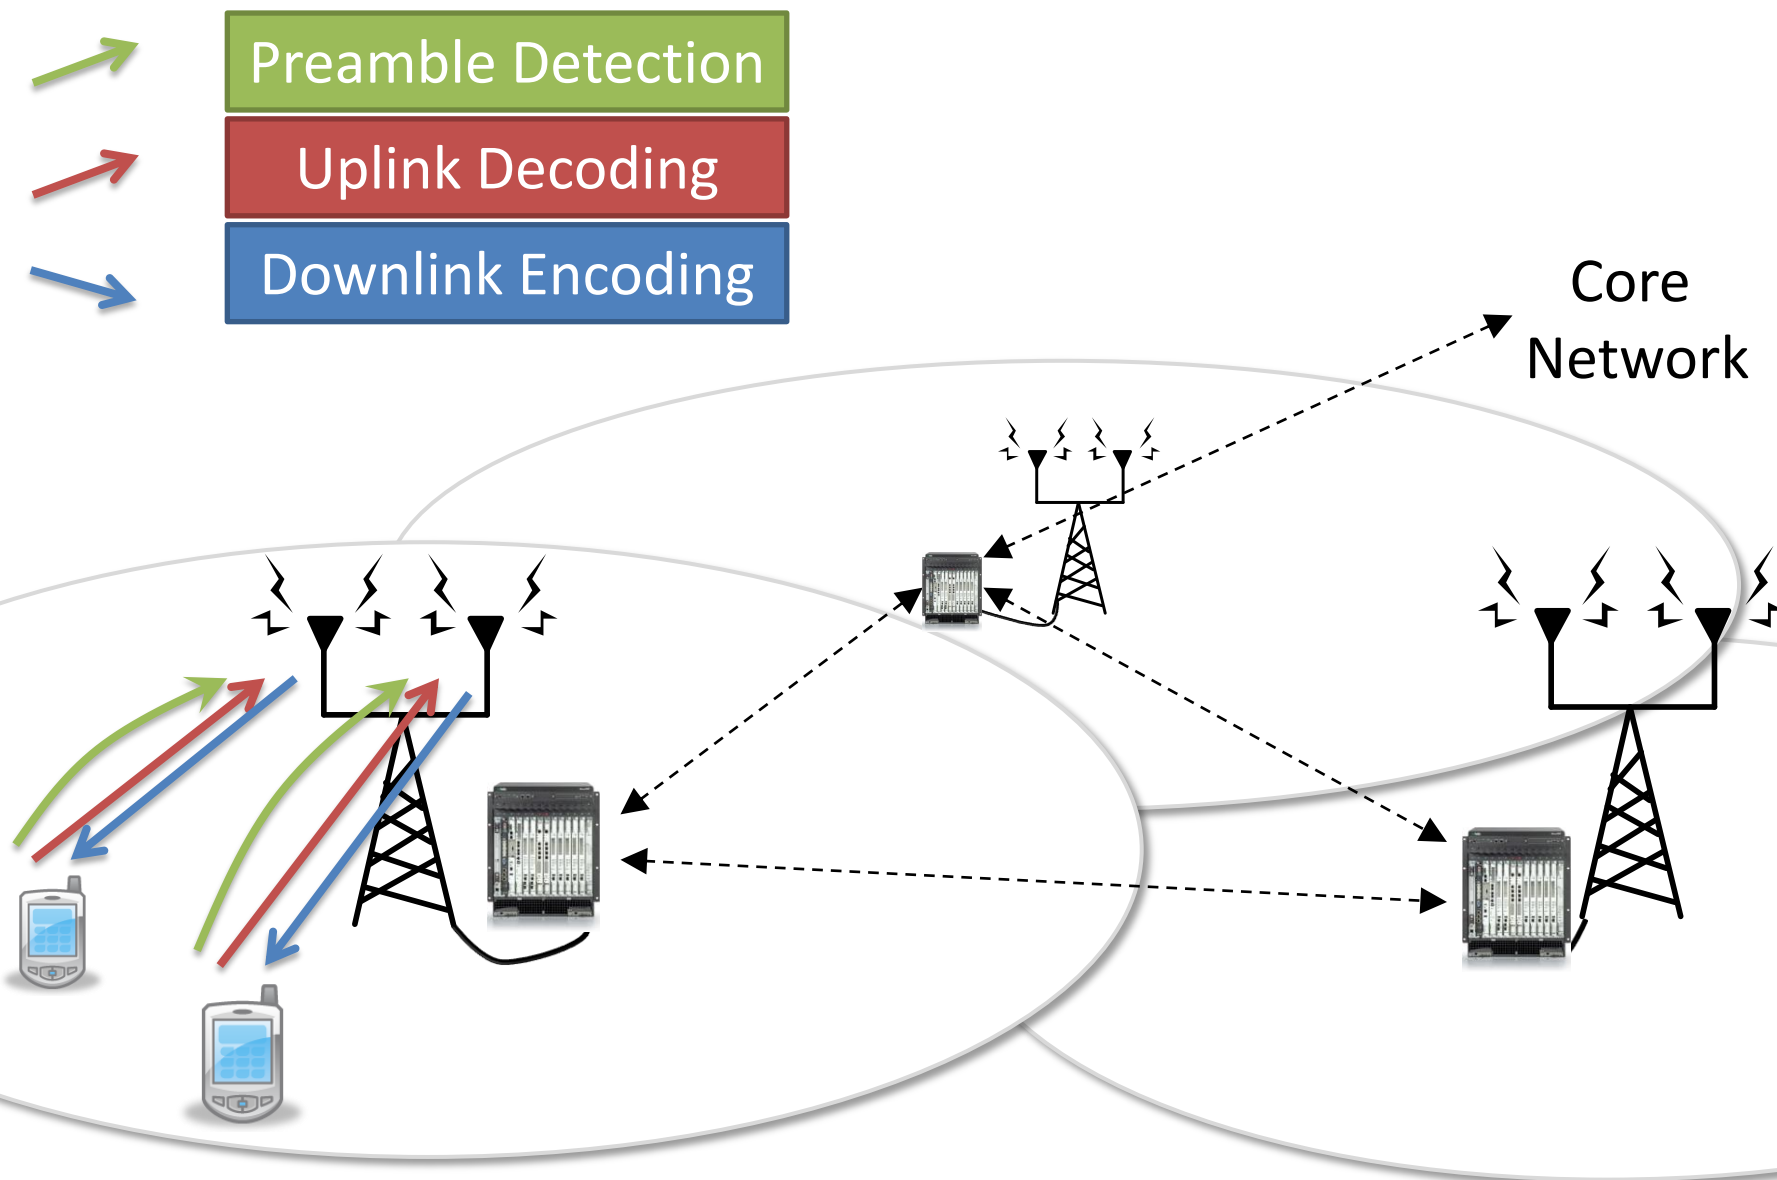 Preamble Detection
Uplink Decoding
Downlink Encoding
Core
Network